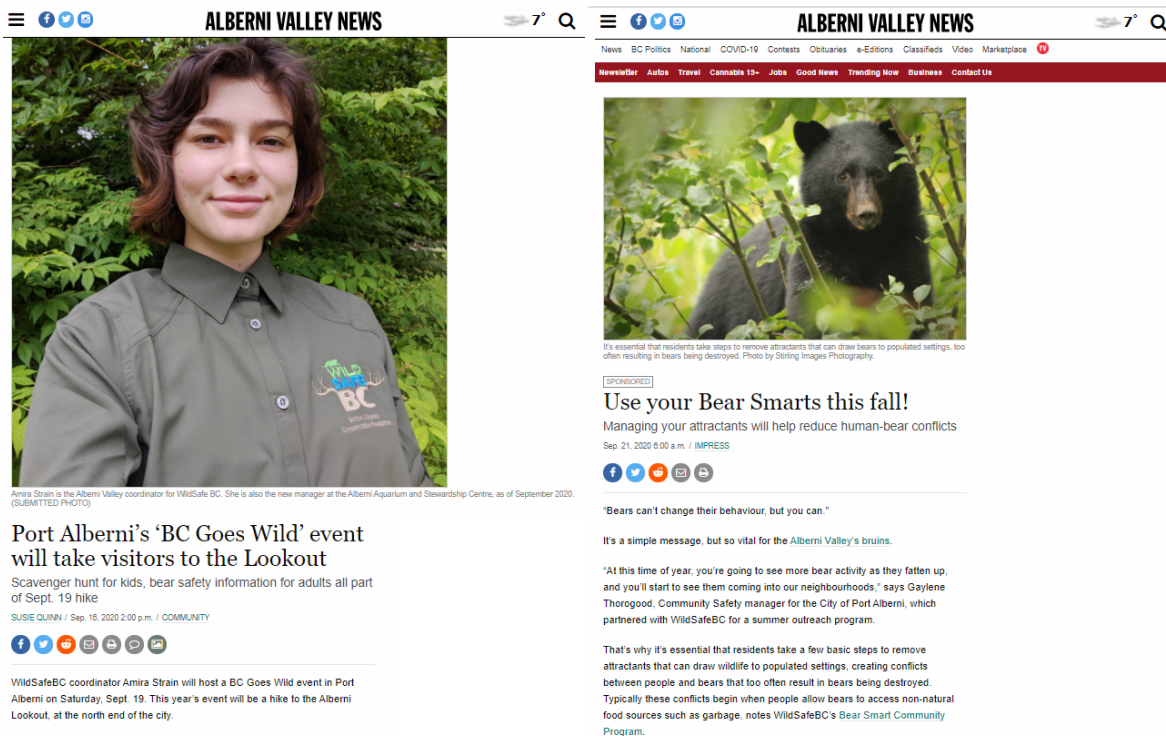 ALBERNI VALLEY NEWS
7°
WILD
SAFE
BC
Amira Strain is the Alberni Valley coordinator for WildSafe BC. She is also the new manager at the Alberni Aquarium and Stewardship Centre, as of September 2020.
(SUBMITTED PHOTO)
Port Alberni’s ‘BC Goes Wild’ event
will take visitors to the Lookout
Scavenger hunt for kids, bear safety information for adults all part
of Sept. 19 hike
SUSIE QUINN / Sep. 16, 2020 2:00 p.m. / COMMUNITY
WildSafeBC coordinator Amira Strain will host a BC Goes Wild event in Port
Alberni on Saturday, Sept. 19. This year’s event will be a hike to the Alberni
Lookout, at the north end of the city.
ALBERNI VALLEY NEWS
7°
News BC Politics National COVID-19 Contests Obituaries e-Editions Classifieds Video Marketplace TV
Newsletter Autos Travel Cannabis 19+ Jobs Good News Trending Now Business Contact Us
It’s essential that residents take steps to remove attractants that can draw bears to populated settings, too
often resulting in bears being destroyed. Photo by Stirling Images Photography.
SPONSORED
Use your Bear Smarts this fall!
Managing your attractants will help reduce human-bear conflicts
Sep. 21, 2020 6:00 a.m. / IMPRESS
“Bears can’t change their behaviour, but you can.”
It’s a simple message, but so vital for the Alberni Valley’s bruins.
“At this time of year, you’re going to see more bear activity as they fatten up,
and you’ll start to see them coming into our neighbourhoods,” says Gaylene
Thorogood, Community Safety manager for the City of Port Alberni, which
partnered with WildSafeBC for a summer outreach program.
That’s why it’s essential that residents take a few basic steps to remove
attractants that can draw wildlife to populated settings, creating conflicts
between people and bears that too often result in bears being destroyed.
Typically these conflicts begin when people allow bears to access non-natural
food sources such as garbage, notes WildSafeBC’s Bear Smart Community
Program.